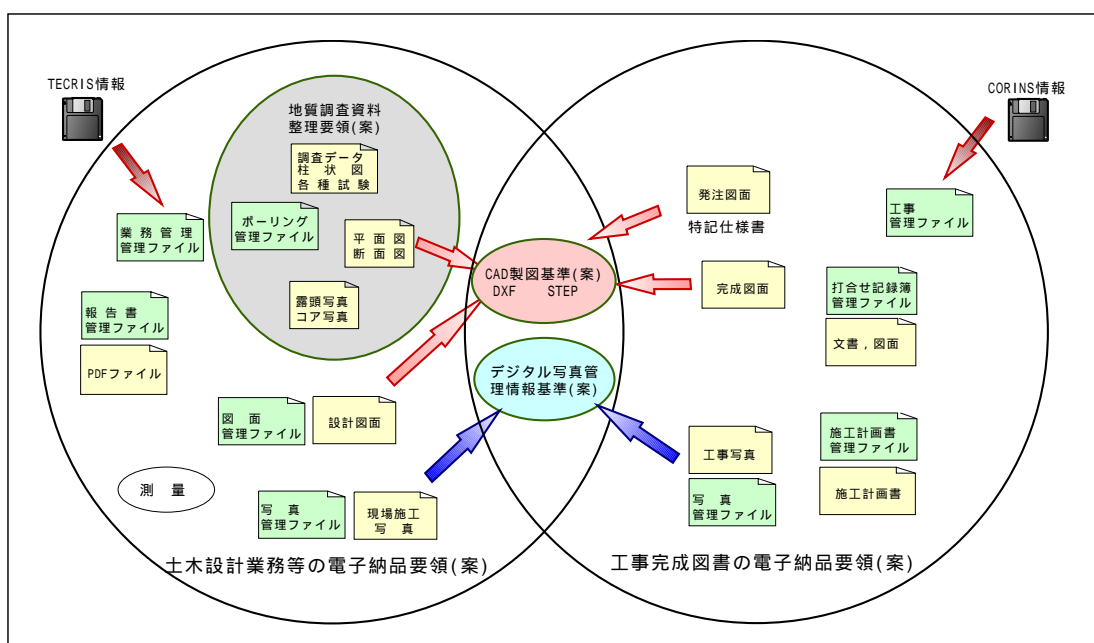 TECRIS情報
CORINS情報
地質調査資料
整理要領(案)
調査データ
柱状図
各種試験
ボーリング
管理ファイル
平面図
断面図
露頭写真
コア写真
業務管理
管理ファイル
報告書
管理ファイル
PDFファイル
図面
管理ファイル
設計図面
測量
写真
管理ファイル
現場施工
写真
土木設計業務等の電子納品要領(案)
CAD製図基準(案)
DXF STEP
デジタル写真管
理情報基準(案)
発注図面
特記仕様書
完成図面
工事
管理ファイル
打合せ記録簿
管理ファイル
文書,図面
工事写真
写真
管理ファイル
施工計画書
管理ファイル
施工計画書
工事完成図書の電子納品要領(案)